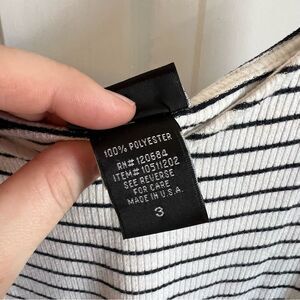 100% POLYESTER
RN# 120684
ITEM# 10511202
SEE REVERSE
FOR CARE
MADE IN U.S.A.
3